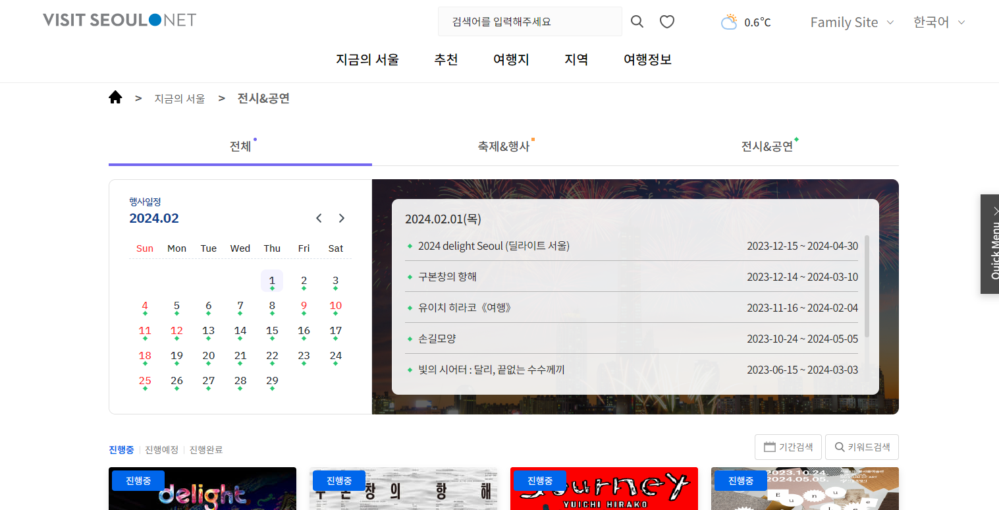 VISIT SEOUL NET
검색어를 입력해주세요
0.6℃
Family Site
한국어
지금의 서울 추천 여행지 지역 여행정보
> 지금의 서울 > 전시&공연
전체 축제&행사 전시&공연
행사일정
2024.02
Sun Mon Tue Wed Thu Fri Sat
1 2 3
4 5 6 7 8 9 10
11 12 13 14 15 16 17
18 19 20 21 22 23 24
25 26 27 28 29
2024.02.01(목)
2024 delight Seoul (딜라이트 서울) 2023-12-15 ~ 2024-04-30
구본창의 항해 2023-12-14 ~ 2024-03-10
유이치 히라코《여행》 2023-11-16 ~ 2024-02-04
손길모양 2023-10-24 ~ 2024-05-05
빛의 시어터 : 달리, 끝없는 수수께끼 2023-06-15 ~ 2024-03-03
Quick Menu
진행중 진행예정 진행완료
기간검색 키워드검색
진행중
delight
진행중
창의 항해
진행중
Journey
YUICHI HIRAKO
진행중
2023.10.24.
2024.05.05.